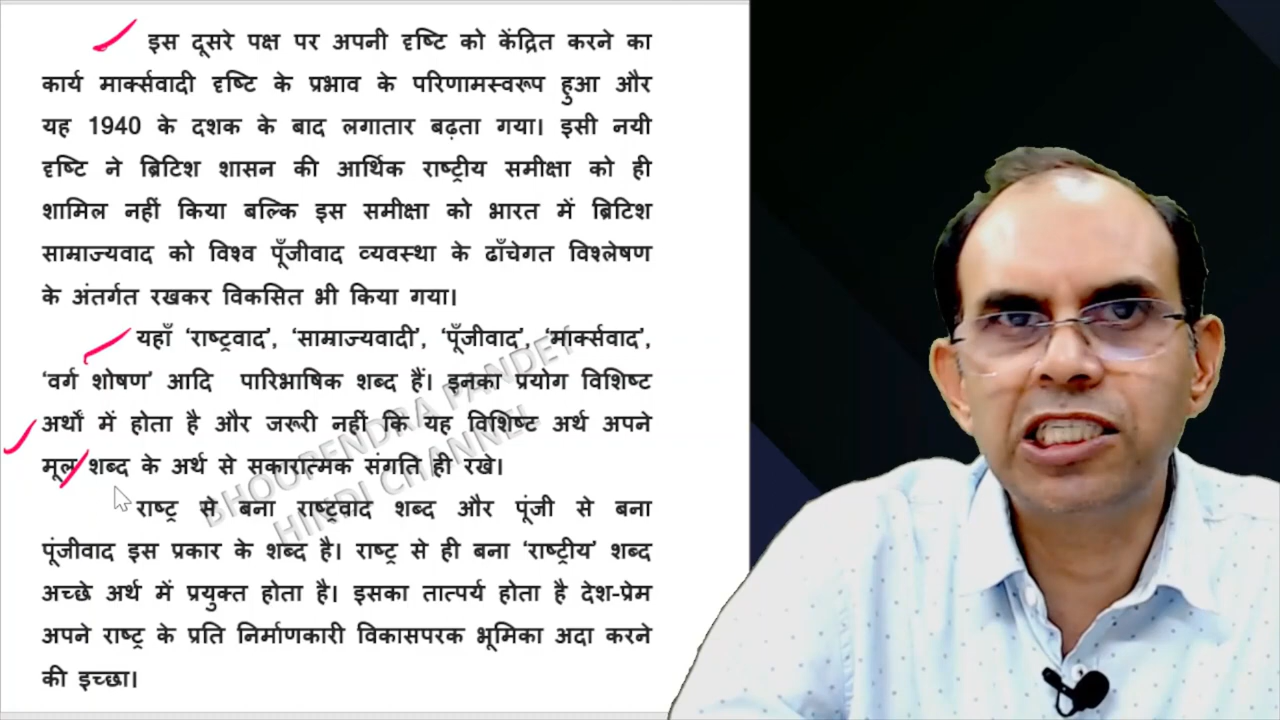 इस दूसरे पक्ष पर अपनी दृष्टि को केंद्रित करने का
कार्य मार्क्सवादी दृष्टि के प्रभाव के परिणामस्वरूप हुआ और
यह 1940 के दशक के बाद लगातार बढ़ता गया। इसी नयी
दृष्टि ने ब्रिटिश शासन की आर्थिक राष्ट्रीय समीक्षा को ही
शामिल नहीं किया बल्कि इस समीक्षा को भारत में ब्रिटिश
साम्राज्यवाद को विश्व पूँजीवाद व्यवस्था के ढाँचेगत विश्लेषण
के अंतर्गत रखकर विकसित भी किया गया।
यहाँ ‘राष्ट्रवाद’, ‘साम्राज्यवादी’, ‘पूँजीवाद’, ‘मार्क्सवाद’,
‘वर्ग शोषण’ आदि पारिभाषिक शब्द हैं। इनका प्रयोग विशिष्ट
अर्थों में होता है और जरूरी नहीं कि यह विशिष्ट अर्थ अपने
मूल शब्द के अर्थ से सकारात्मक संगति ही रखे।
राष्ट्र से बना राष्ट्रवाद शब्द और पूंजी से बना
पूंजीवाद इस प्रकार के शब्द है। राष्ट्र से ही बना ‘राष्ट्रीय’ शब्द
अच्छे अर्थ में प्रयुक्त होता है। इसका तात्पर्य होता है देश-प्रेम
अपने राष्ट्र के प्रति निर्माणकारी विकासपरक भूमिका अदा करने
की इच्छा।
BHOOPENDRA PANDEY
HINDI CHANNEL